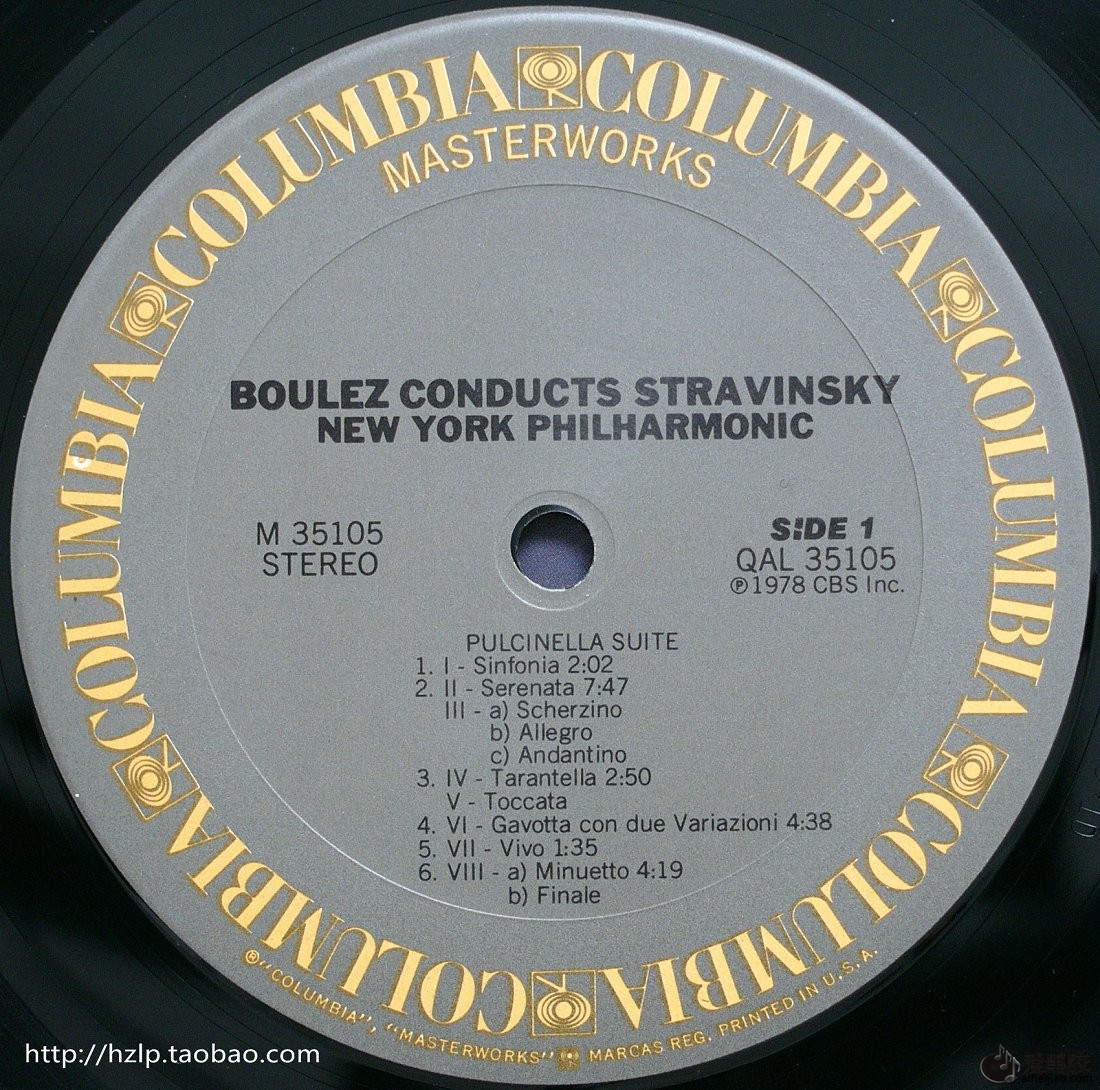 COLUMBIA COLUMBIA COLUMBIA COLUMBIA COLUMBIA COLUMBIA
MASTERWORKS
BOULEZ CONDUCTS STRAVINSKY
NEW YORK PHILHARMONIC
M 35105
STEREO
SIDE 1
QAL 35105
℗1978 CBS Inc.
PULCINELLA SUITE
1. I - Sinfonia 2:02
2. II - Serenata 7:47
III - a) Scherzino
b) Allegro
c) Andantino
3. IV - Tarantella 2:50
V - Toccata
4. VI - Gavotta con due Variazioni 4:38
5. VII - Vivo 1:35
6. VIII - a) Minuetto 4:19
b) Finale
®"COLUMBIA", "MASTERWORKS" MARCAS REG. PRINTED IN U.S.A.
http://hzlp.taobao.com